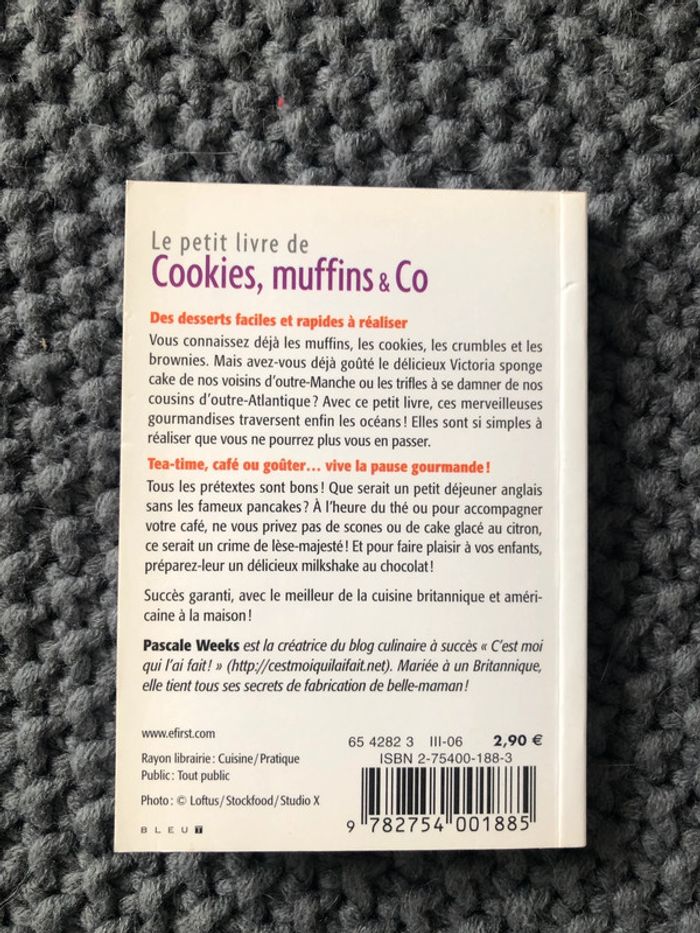 Le petit livre de
Cookies, muffins & Co
Des desserts faciles et rapides à réaliser
Vous connaissez déjà les muffins, les cookies, les crumbles et les
brownies. Mais avez-vous déjà goûté le délicieux Victoria sponge
cake de nos voisins d'outre-Manche ou les trifles à se damner de nos
cousins d'outre-Atlantique ? Avec ce petit livre, ces merveilleuses
gourmandises traversent enfin les océans ! Elles sont si simples à
réaliser que vous ne pourrez plus vous en passer.
Tea-time, café ou goûter... vive la pause gourmande !
Tous les prétextes sont bons ! Que serait un petit déjeuner anglais
sans les fameux pancakes ? À l'heure du thé ou pour accompagner
votre café, ne vous privez pas de scones ou de cake glacé au citron,
ce serait un crime de lèse-majesté ! Et pour faire plaisir à vos enfants,
préparez-leur un délicieux milkshake au chocolat !
Succès garanti, avec le meilleur de la cuisine britannique et améri-
caine à la maison !
Pascale Weeks est la créatrice du blog culinaire à succès « C'est moi
qui l'ai fait ! » (http://cestmoiquilaifait.net). Mariée à un Britannique,
elle tient tous ses secrets de fabrication de belle-maman !
www.efirst.com
Rayon librairie : Cuisine / Pratique
Public : Tout public
Photo : © Loftus / Stockfood / Studio X
BLEU T
65 4282 3 III-06 2,90 €
ISBN 2-75400-188-3
9 782754 001885